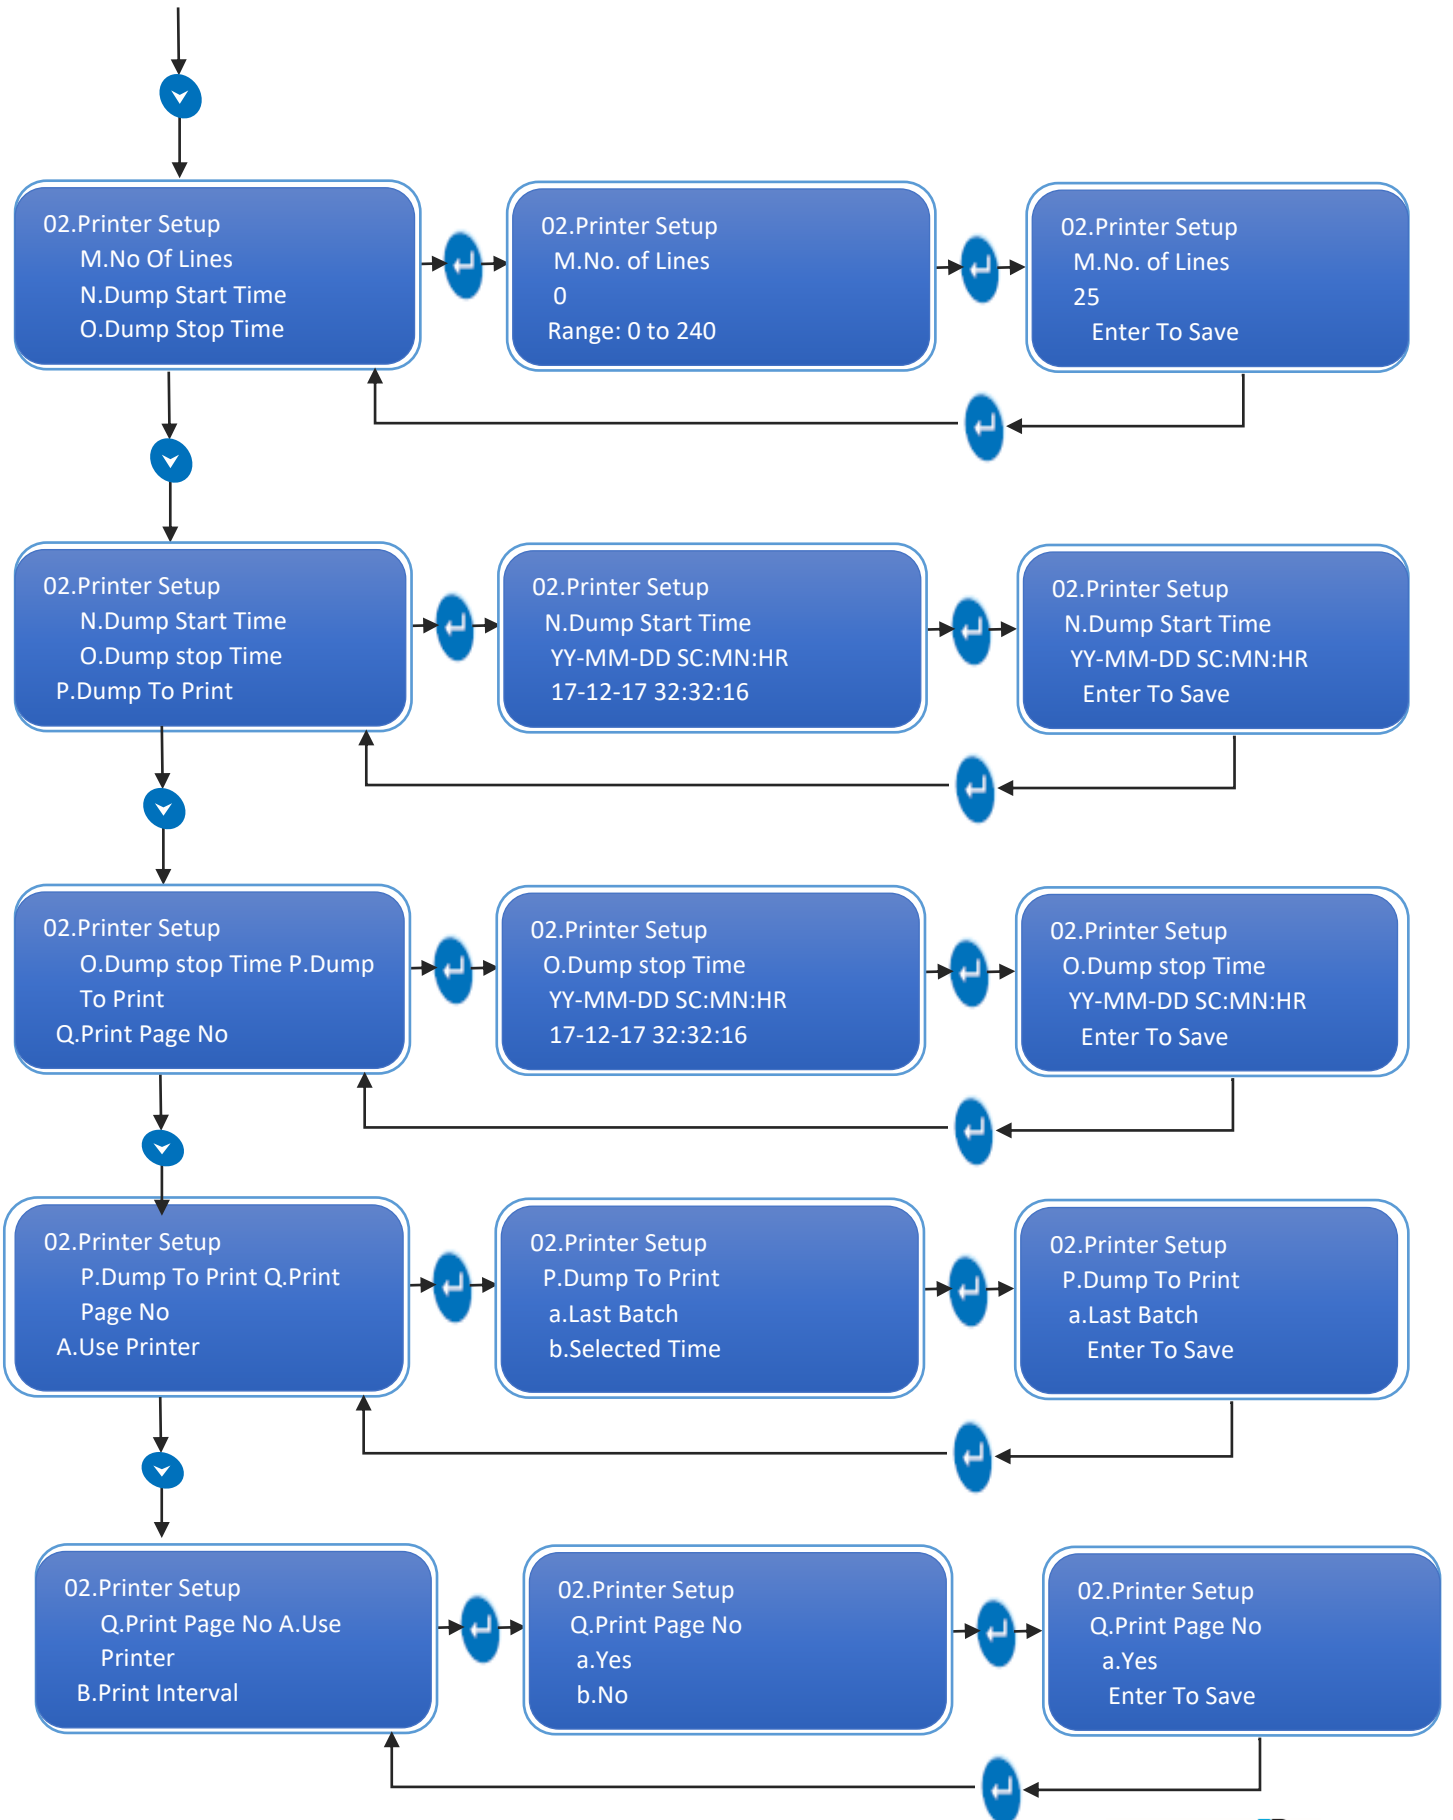 02.Printer Setup
M.No Of Lines
N.Dump Start Time
O.Dump Stop Time
02.Printer Setup
M.No. of Lines
0
Range: 0 to 240
02.Printer Setup
M.No. of Lines
25
Enter To Save
02.Printer Setup
N.Dump Start Time
O.Dump stop Time
P.Dump To Print
02.Printer Setup
N.Dump Start Time
YY-MM-DD SC:MN:HR
17-12-17 32:32:16
02.Printer Setup
N.Dump Start Time
YY-MM-DD SC:MN:HR
Enter To Save
02.Printer Setup
O.Dump stop Time P.Dump
To Print
Q.Print Page No
02.Printer Setup
O.Dump stop Time
YY-MM-DD SC:MN:HR
17-12-17 32:32:16
02.Printer Setup
O.Dump stop Time
YY-MM-DD SC:MN:HR
Enter To Save
02.Printer Setup
P.Dump To Print Q.Print
Page No
A.Use Printer
02.Printer Setup
P.Dump To Print
a.Last Batch
b.Selected Time
02.Printer Setup
P.Dump To Print
a.Last Batch
Enter To Save
02.Printer Setup
Q.Print Page No A.Use
Printer
B.Print Interval
02.Printer Setup
Q.Print Page No
a.Yes
b.No
02.Printer Setup
Q.Print Page No
a.Yes
Enter To Save